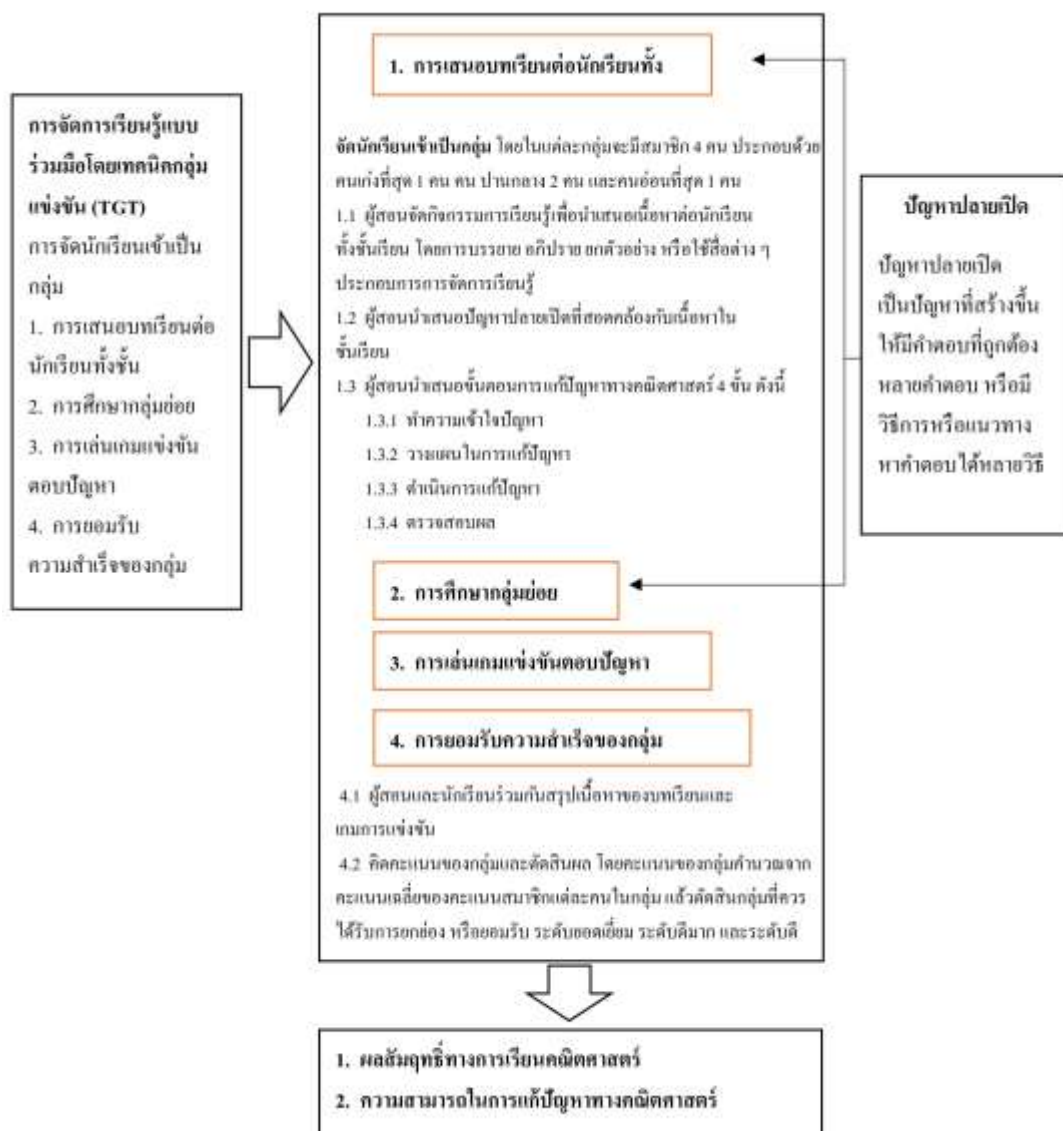 การจัดการเรียนรู้แบบ
ร่วมมือโดยเทคนิคกลุ่ม
แข่งขัน (TGT)
การจัดนักเรียนเข้าเป็น
กลุ่ม
1. การเสนอบทเรียนต่อ
นักเรียนทั้งชั้น
2. การศึกษากลุ่มย่อย
3. การเล่นเกมแข่งขัน
ตอบปัญหา
4. การยอมรับ
ความสำเร็จของกลุ่ม
1. การเสนอบทเรียนต่อนักเรียนทั้ง
จัดนักเรียนเข้าเป็นกลุ่ม โดยในแต่ละกลุ่มจะมีสมาชิก 4 คน ประกอบด้วย
คนเก่งที่สุด 1 คน คน ปานกลาง 2 คน และคนอ่อนที่สุด 1 คน
1.1 ผู้สอนจัดกิจกรรมการเรียนรู้เพื่อนำเสนอเนื้อหาต่อนักเรียน
ทั้งชั้นเรียน โดยการบรรยาย อภิปราย ยกตัวอย่าง หรือใช้สื่อต่าง ๆ
ประกอบการการจัดการเรียนรู้
1.2 ผู้สอนนำเสนอปัญหาปลายเปิดที่สอดคล้องกับเนื้อหาใน
ชั้นเรียน
1.3 ผู้สอนนำเสนอขั้นตอนการแก้ปัญหาทางคณิตศาสตร์ 4 ขั้น ดังนี้
1.3.1 ทำความเข้าใจปัญหา
1.3.2 วางแผนในการแก้ปัญหา
1.3.3 ดำเนินการแก้ปัญหา
1.3.4 ตรวจสอบผล
2. การศึกษากลุ่มย่อย
3. การเล่นเกมแข่งขันตอบปัญหา
4. การยอมรับความสำเร็จของกลุ่ม
4.1 ผู้สอนและนักเรียนร่วมกันสรุปเนื้อหาของบทเรียนและ
เกมการแข่งขัน
4.2 คิดคะแนนของกลุ่มและตัดสินผล โดยคะแนนของกลุ่มคำนวณจาก
คะแนนเฉลี่ยของคะแนนสมาชิกแต่ละคนในกลุ่ม แล้วตัดสินกลุ่มที่ควร
ได้รับการยกย่อง หรือยอมรับ ระดับยอดเยี่ยม ระดับดีมาก และระดับดี
ปัญหาปลายเปิด
ปัญหาปลายเปิด
เป็นปัญหาที่สร้างขึ้น
ให้มีคำตอบที่ถูกต้อง
หลายคำตอบ หรือมี
วิธีการหรือแนวทาง
หาคำตอบได้หลายวิธี
1. ผลสัมฤทธิ์ทางการเรียนคณิตศาสตร์
2. ความสามารถในการแก้ปัญหาทางคณิตศาสตร์